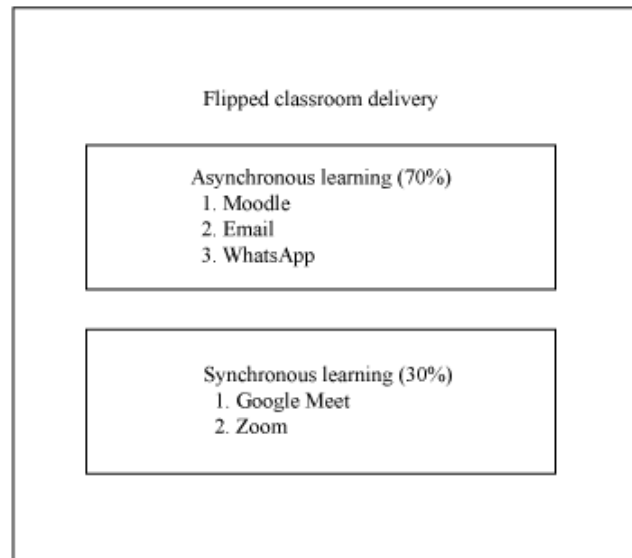 Flipped classroom delivery
Asynchronous learning (70%)
1. Moodle
2. Email
3. WhatsApp
Synchronous learning (30%)
1. Google Meet
2. Zoom